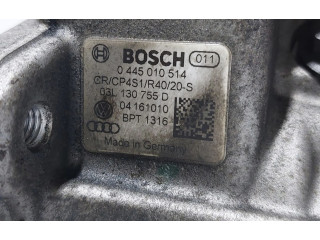 BOSCH 011
0 445 010 514
CR/CP4S1/R40/20-S
03L 130 755 D
04161010
BPT 1316
Made in Germany